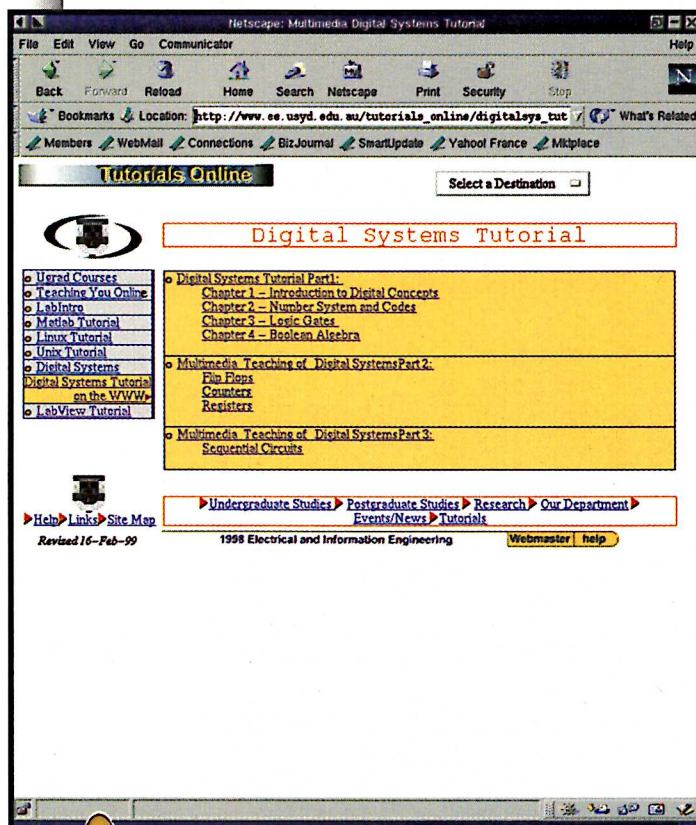 Netscape: Multimedia Digital Systems Tutorial
File Edit View Go Communicator Help
Back Forward Reload Home Search Netscape Print Security Stop
N
Bookmarks Location: http://www.ee.usyd.edu.au/tutorials_online/digitalsys_tut What's Related
Members WebMail Connections BizJournal SmartUpdate Yahoo! France Mktplace
Tutorials Online
Select a Destination
Digital Systems Tutorial
Ugrad Courses
Teaching You Online
LabIntro
Matlab Tutorial
Linux Tutorial
Unix Tutorial
Digital Systems
Digital Systems Tutorial
on the WWW
LabView Tutorial
Digital Systems Tutorial Part1:
Chapter 1 – Introduction to Digital Concepts
Chapter 2 – Number System and Codes
Chapter 3 – Logic Gates
Chapter 4 – Boolean Algebra
Multimedia Teaching of Digital SystemsPart 2:
Flip Flops
Counters
Registers
Multimedia Teaching of Digital SystemsPart 3:
Sequential Circuits
Help Links Site Map
Revised 16–Feb–99
Undergraduate Studies Postgraduate Studies Research Our Department
Events/News Tutorials
1998 Electrical and Information Engineering
Webmaster help